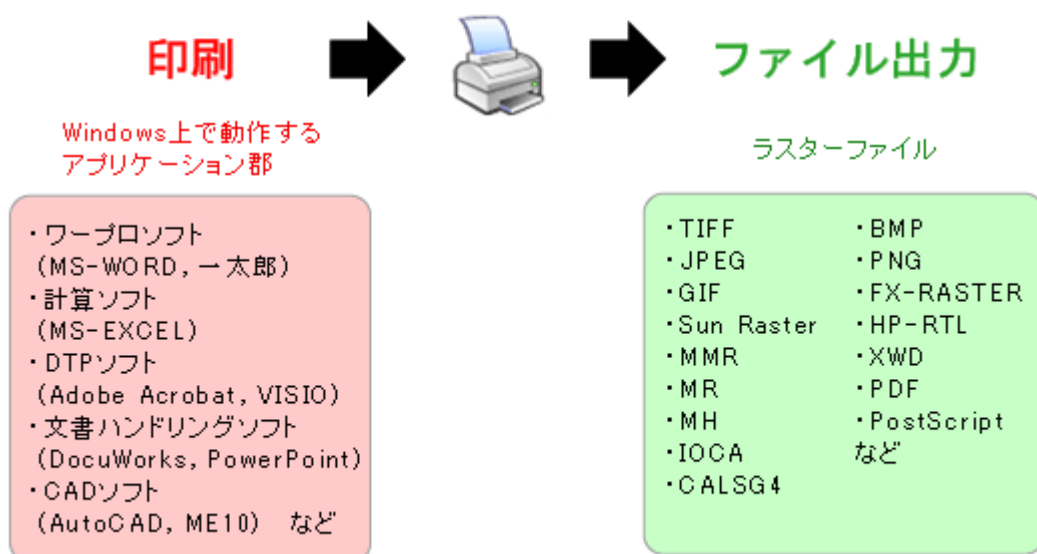 印刷
ファイル出力
Windows上で動作する
アプリケーション郡
ラスターファイル
・ワープロソフト
(MS-WORD, 一太郎)
・計算ソフト
(MS-EXCEL)
・DTPソフト
(Adobe Acrobat, VISIO)
・文書ハンドリングソフト
(DocuWorks, PowerPoint)
・CADソフト
(AutoCAD, ME10) など
・TIFF
・JPEG
・GIF
・Sun Raster
・MMR
・MR
・MH
・IOCA
・CALSG4
・BMP
・PNG
・FX-RASTER
・HP-RTL
・XWD
・PDF
・PostScript
など